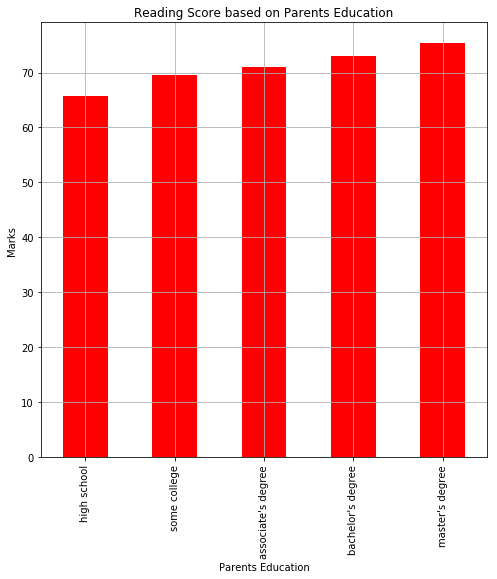 Reading Score based on Parents Education
Marks
70
60
50
40
30
20
10
0
high school
some college
associate's degree
bachelor's degree
master's degree
Parents Education